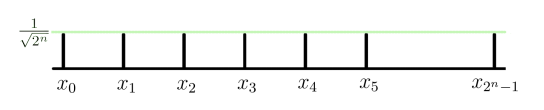 1/√2ⁿ
x₀ x₁ x₂ x₃ x₄ x₅ x₂ⁿ₋₁